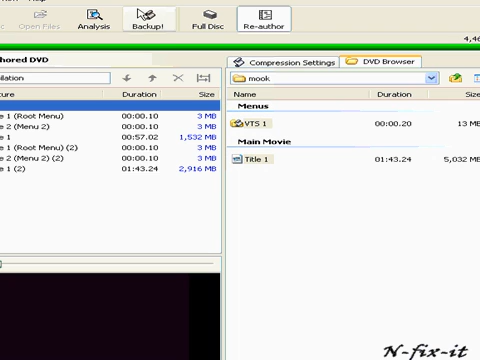 Open Files Analysis Backup! Full Disc Re-author
4,46
hored DVD
Compression Settings DVD Browser
ilation
mook
cture Duration Size
Name Duration Size
Menus
e 1 (Root Menu) 00:00.10 3 MB
VTS 1 00:00.20 13 MB
e 2 (Menu 2) 00:00.10 3 MB
e 1 00:57.02 1,532 MB
Main Movie
e 1 (Root Menu) (2) 00:00.10 3 MB
e 2 (Menu 2) (2) 00:00.10 3 MB
Title 1 01:43.24 5,032 MB
e 1 (2) 01:43.24 2,916 MB
N-fix-it